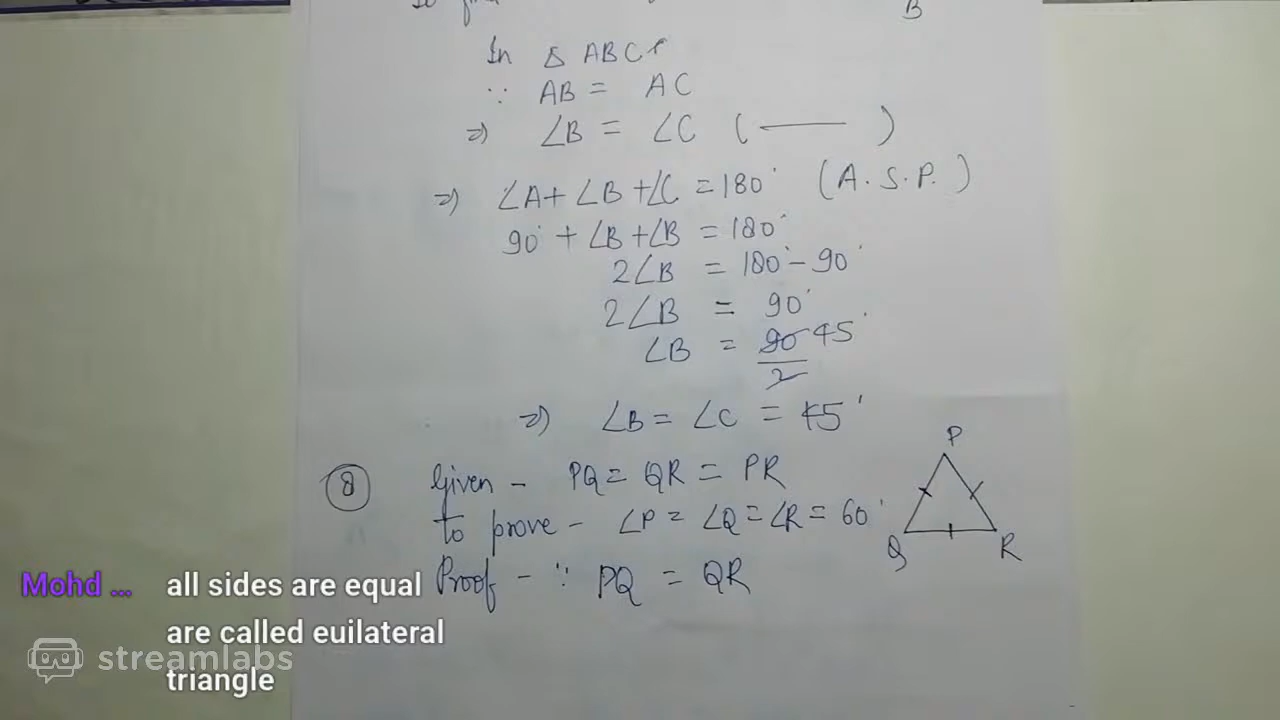 B
In Δ ABC,
∵ AB = AC
⇒ ∠B = ∠C ( — )
⇒ ∠A + ∠B + ∠C = 180° (A.S.P.)
90° + ∠B + ∠B = 180°
2∠B = 180° - 90°
2∠B = 90°
∠B = 90/2 45°
⇒ ∠B = ∠C = 45°
8 Given - PQ = QR = PR
to prove - ∠P = ∠Q = ∠R = 60°
Proof - ∵ PQ = QR
P
Q R
Mohd ... all sides are equal
are called euilateral
triangle
streamlabs